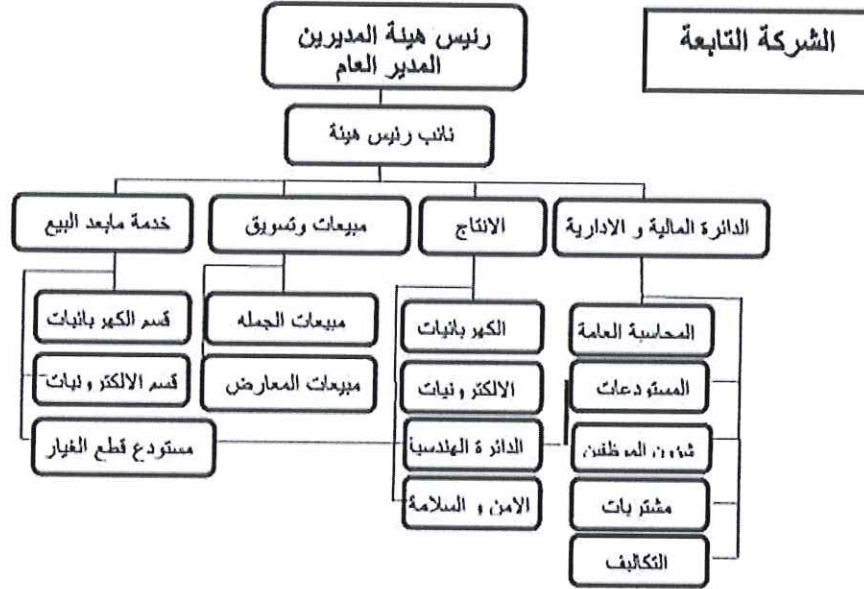 الشركة التابعة
رئيس هيئة المديرين
المدير العام
نائب رئيس هيئة
الدائرة المالية و الادارية
الانتاج
مبيعات وتسويق
خدمة مابعد البيع
المحاسبة العامة
المستودعات
شؤون الموظفين
مشتريات
التكاليف
الكهربائيات
الالكترونيات
الدائرة الهندسية
الامن و السلامة
مبيعات الجمله
مبيعات المعارض
قسم الكهربائيات
قسم الالكترونيات
مستودع قطع الغيار